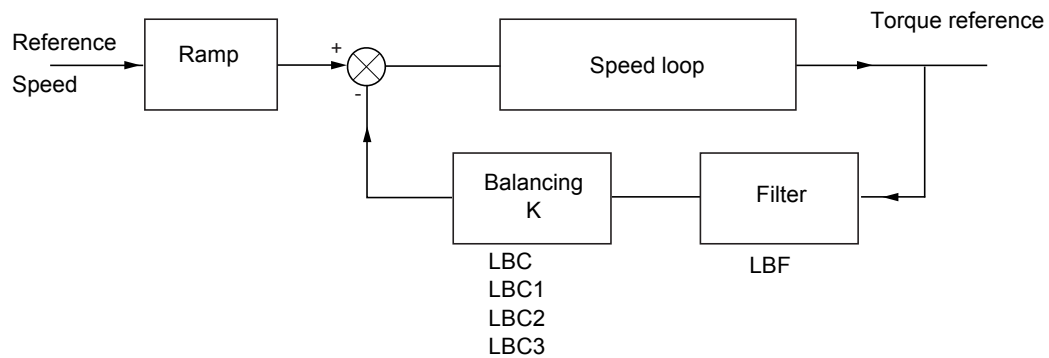 Torque reference
Reference
Speed
Ramp
+
-
Speed loop
Balancing
K
Filter
LBC
LBC1
LBC2
LBC3
LBF